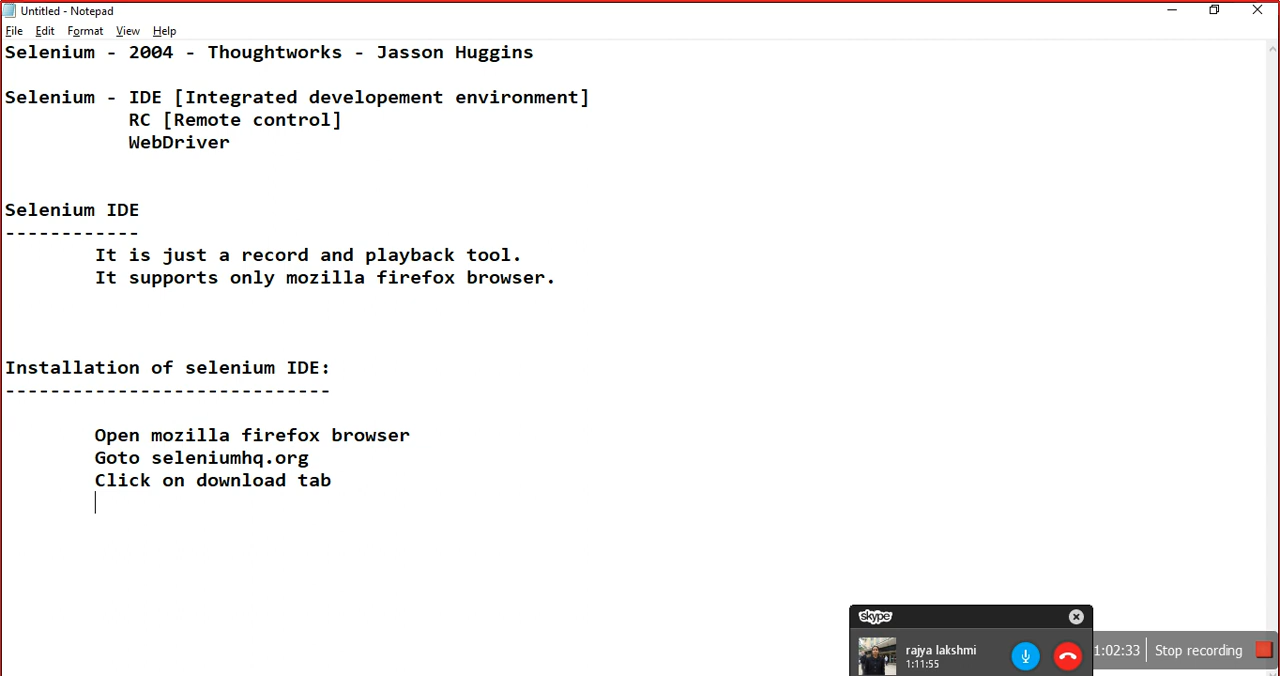 Untitled - Notepad
File Edit Format View Help
Selenium - 2004 - Thoughtworks - Jasson Huggins
Selenium - IDE [Integrated developement environment]
RC [Remote control]
WebDriver
Selenium IDE
------------
It is just a record and playback tool.
It supports only mozilla firefox browser.
Installation of selenium IDE:
-----------------------------
Open mozilla firefox browser
Goto seleniumhq.org
Click on download tab
skype
rajya lakshmi
1:11:55
1:02:33 Stop recording